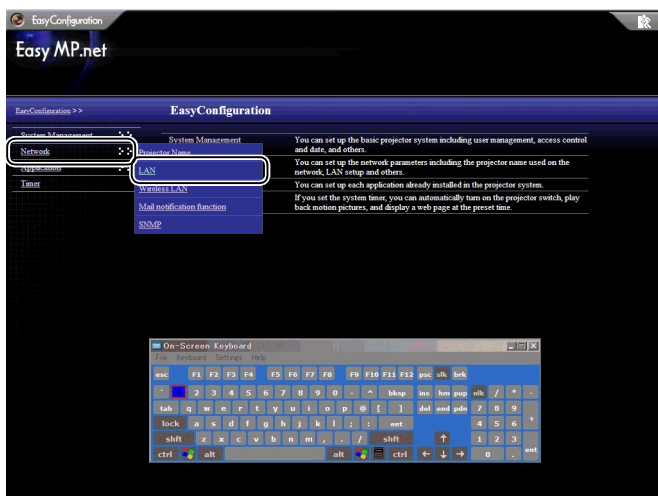 EasyConfiguration
Easy MP.net
EasyConfiguration >>
EasyConfiguration
System Management
System Management
You can set up the basic projector system including user management, access control
and date, and others.
Network
Projector Name
You can set up the network parameters including the projector name used on the
network, LAN setup and others.
Application
LAN
You can set up each application already installed in the projector system.
Timer
Wireless LAN
If you set the system timer, you can automatically turn on the projector switch, play
back motion pictures, and display a web page at the preset time.
Mail notification function
SNMP
On-Screen Keyboard
File Keyboard Settings Help
esc F1 F2 F3 F4 F5 F6 F7 F8 F9 F10 F11 F12 psc slk brk
` 1 2 3 4 5 6 7 8 9 0 - ^ bksp ins hm pup nlk / * -
tab q w e r t y u i o p @ [ ] del end pdn 7 8 9 +
lock a s d f g h j k l ; : ent 4 5 6
shft z x c v b n m , . / shft ↑ 1 2 3 ent
ctrl alt alt ctrl ← ↓ → 0 .